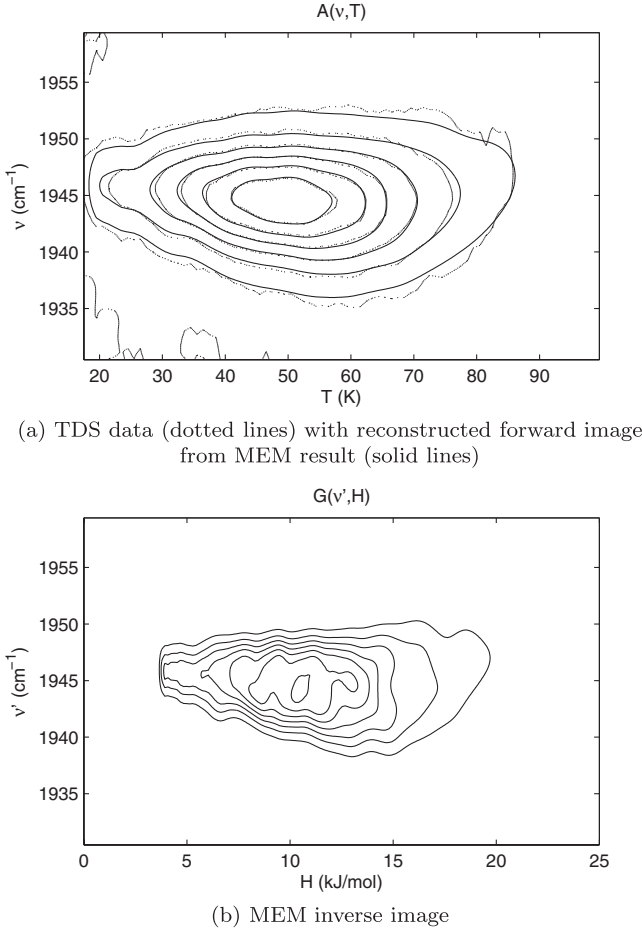 A(ν,T)
1955
1950
1945
1940
1935
ν (cm⁻¹)
20 30 40 50 60 70 80 90
T (K)
(a) TDS data (dotted lines) with reconstructed forward image
from MEM result (solid lines)
G(ν',H)
1955
1950
1945
1940
1935
ν' (cm⁻¹)
0 5 10 15 20 25
H (kJ/mol)
(b) MEM inverse image